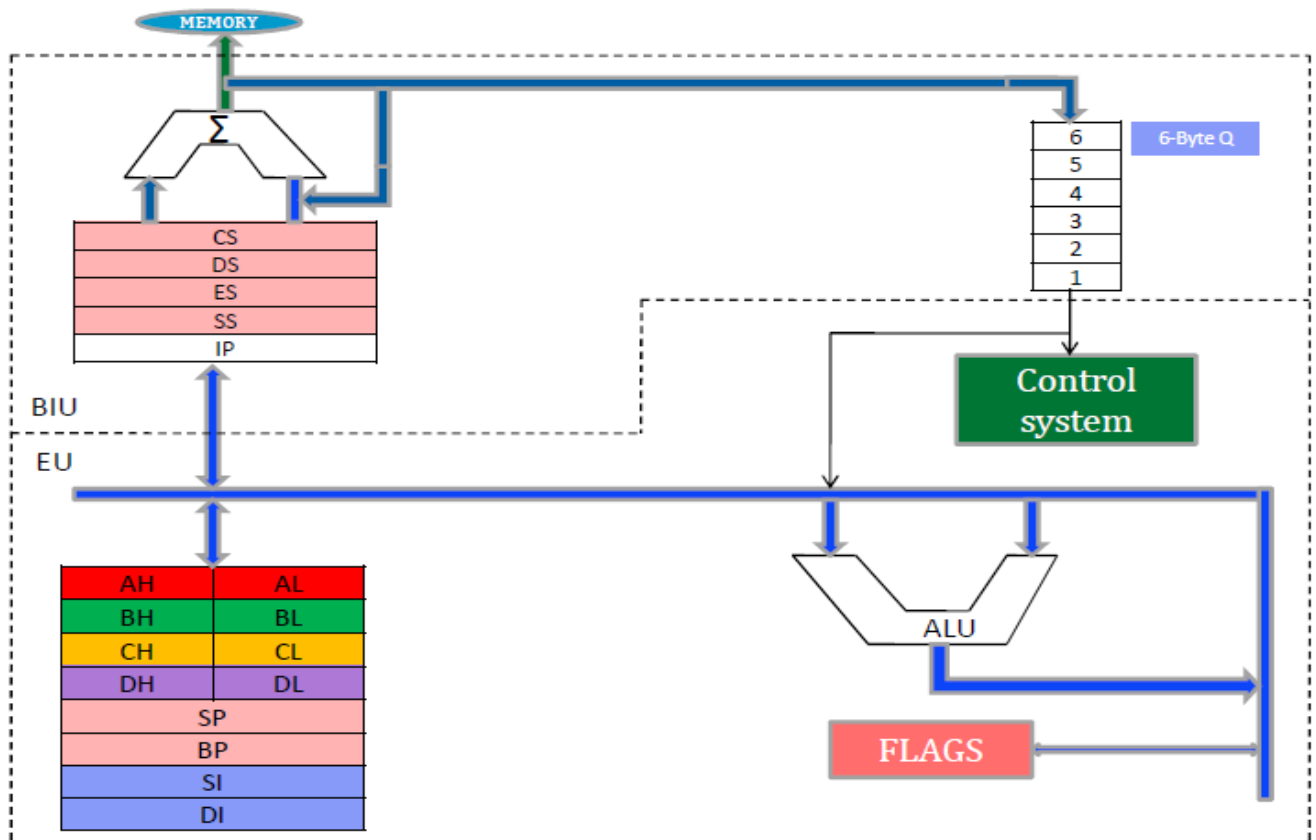 MEMORY
Σ
6
6-Byte Q
5
4
3
2
1
CS
DS
ES
SS
IP
BIU
Control
system
EU
AH AL
BH BL
CH CL
DH DL
SP
BP
SI
DI
ALU
FLAGS